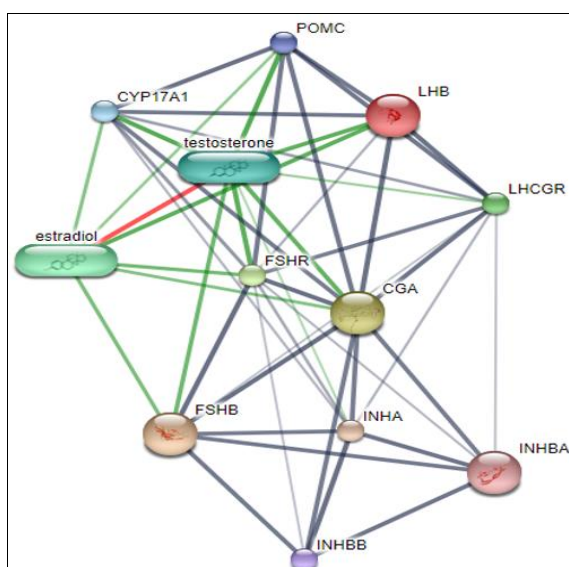 POMC
CYP17A1
LHB
testosterone
LHCGR
estradiol
FSHR
CGA
FSHB
INHA
INHBA
INHBB